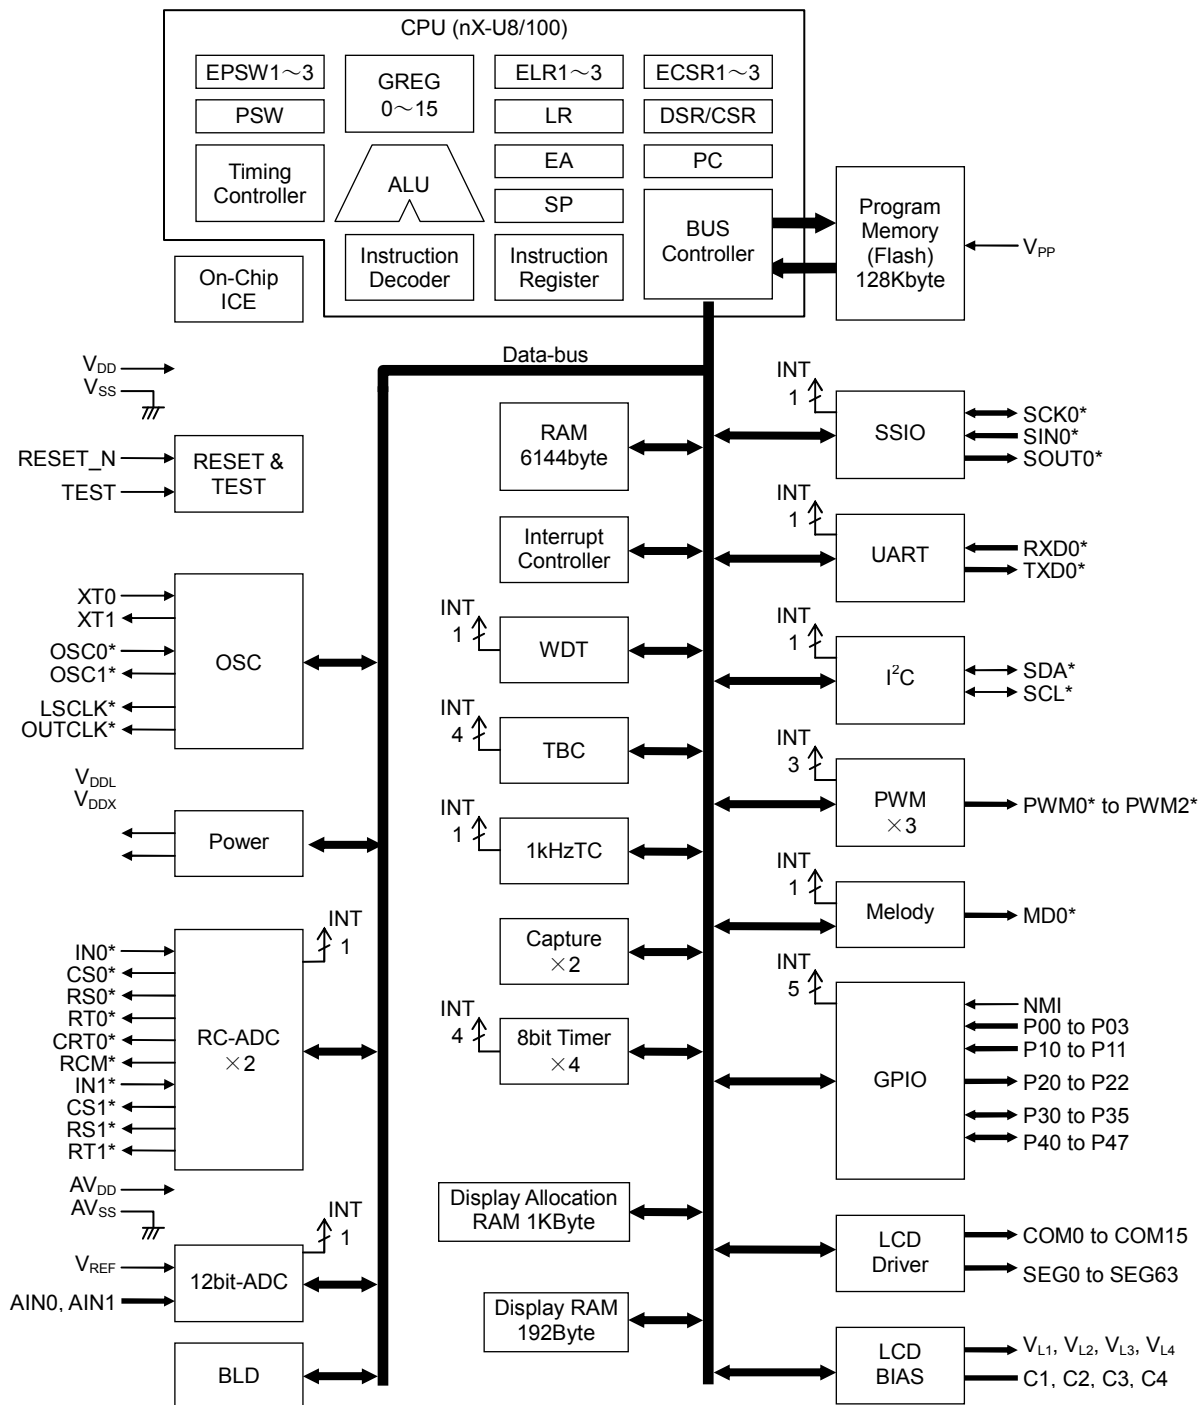 CPU (nX-U8/100)
EPSW1～3
GREG
0～15
ELR1～3
ECSR1～3
PSW
LR
DSR/CSR
Timing
Controller
ALU
EA
PC
SP
BUS
Controller
Instruction
Decoder
Instruction
Register
Program
Memory
(Flash)
128Kbyte
VPP
On-Chip
ICE
Data-bus
VDD
VSS
RESET_N
TEST
RESET &
TEST
XT0
XT1
OSC0*
OSC1*
LSCLK*
OUTCLK*
OSC
VDDL
VDDX
Power
IN0*
CS0*
RS0*
RT0*
CRT0*
RCM*
IN1*
CS1*
RS1*
RT1*
RC-ADC
×2
INT
1
AVDD
AVSS
VREF
AIN0, AIN1
12bit-ADC
INT
1
BLD
RAM
6144byte
Interrupt
Controller
INT
1
WDT
INT
4
TBC
INT
1
1kHzTC
Capture
×2
INT
4
8bit Timer
×4
Display Allocation
RAM 1KByte
Display RAM
192Byte
INT
1
SSIO
SCK0*
SIN0*
SOUT0*
INT
1
UART
RXD0*
TXD0*
INT
1
I²C
SDA*
SCL*
INT
3
PWM
×3
PWM0* to PWM2*
INT
1
Melody
MD0*
INT
5
GPIO
NMI
P00 to P03
P10 to P11
P20 to P22
P30 to P35
P40 to P47
LCD
Driver
COM0 to COM15
SEG0 to SEG63
LCD
BIAS
VL1, VL2, VL3, VL4
C1, C2, C3, C4